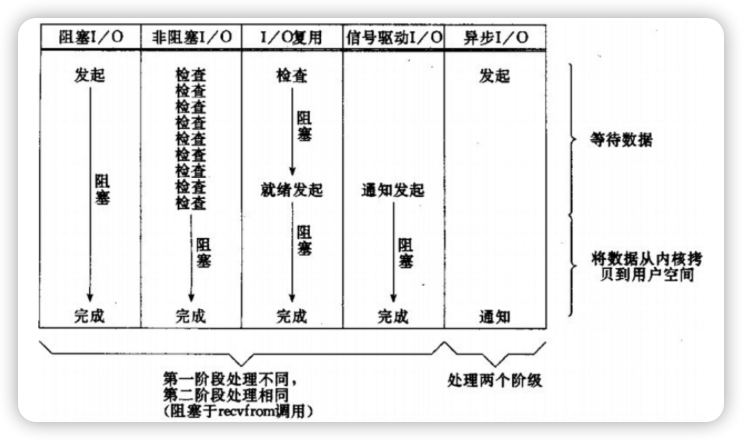 阻塞I/O 非阻塞I/O I/O复用 信号驱动I/O 异步I/O
发起 检查 检查 发起
检查
检查
检查
检查
检查
检查
检查
检查
阻塞
阻塞
就绪发起 通知发起
阻塞 阻塞 阻塞
完成 完成 完成 完成 通知
等待数据
将数据从内核拷
贝到用户空间
第一阶段处理不同，
第二阶段处理相同
（阻塞于recvfrom调用）
处理两个阶级